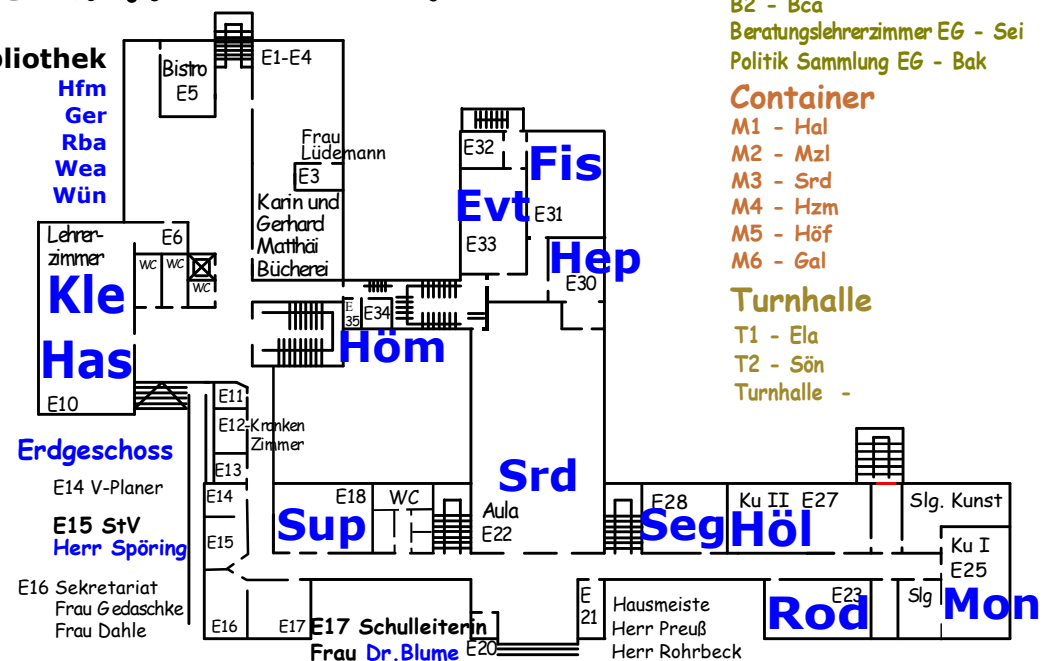 B2 - Bca
Beratungslehrerzimmer EG - Sei
Politik Sammlung EG - Bak
Container
M1 - Hal
M2 - Mzl
M3 - Srd
M4 - Hzm
M5 - Höf
M6 - Gal
Turnhalle
T1 - Ela
T2 - Sön
Turnhalle -
bliothek
Hfm
Ger
Rba
Wea
Wün
Bistro
E5
E1-E4
Frau
Lüdemann
E3
Karin und
Gerhard
Matthäi
Bücherei
E32
Fis
Evt
E31
E33
Hep
E30
Lehrer-
zimmer
E6
WC
WC
WC
Kle
Has
E10
E
35
E34
Höm
E11
E12-Kranken
Zimmer
E13
E14
E15
E16
E17
Erdgeschoss
E14 V-Planer
E15 StV
Herr Spöring
E16 Sekretariat
Frau Gedaschke
Frau Dahle
E18
WC
Sup
Srd
Aula
E22
E28
Seg
Ku II E27
Höl
Slg. Kunst
Ku I
E25
Mon
E23
Rod
Slg
E17 Schulleiterin
Frau Dr.Blume
E20
E
21
Hausmeiste
Herr Preuß
Herr Rohrbeck